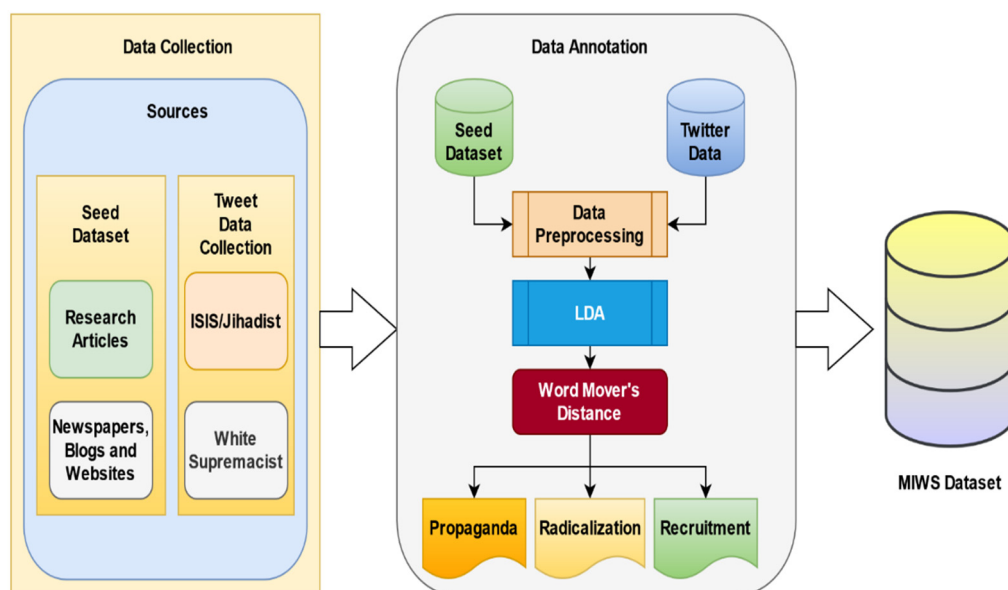 Data Collection
Sources
Seed
Dataset
Research
Articles
Newspapers,
Blogs and
Websites
Tweet
Data
Collection
ISIS/Jihadist
White
Supremacist
Data Annotation
Seed
Dataset
Twitter
Data
Data
Preprocessing
LDA
Word Mover's
Distance
Propaganda
Radicalization
Recruitment
MIWS Dataset